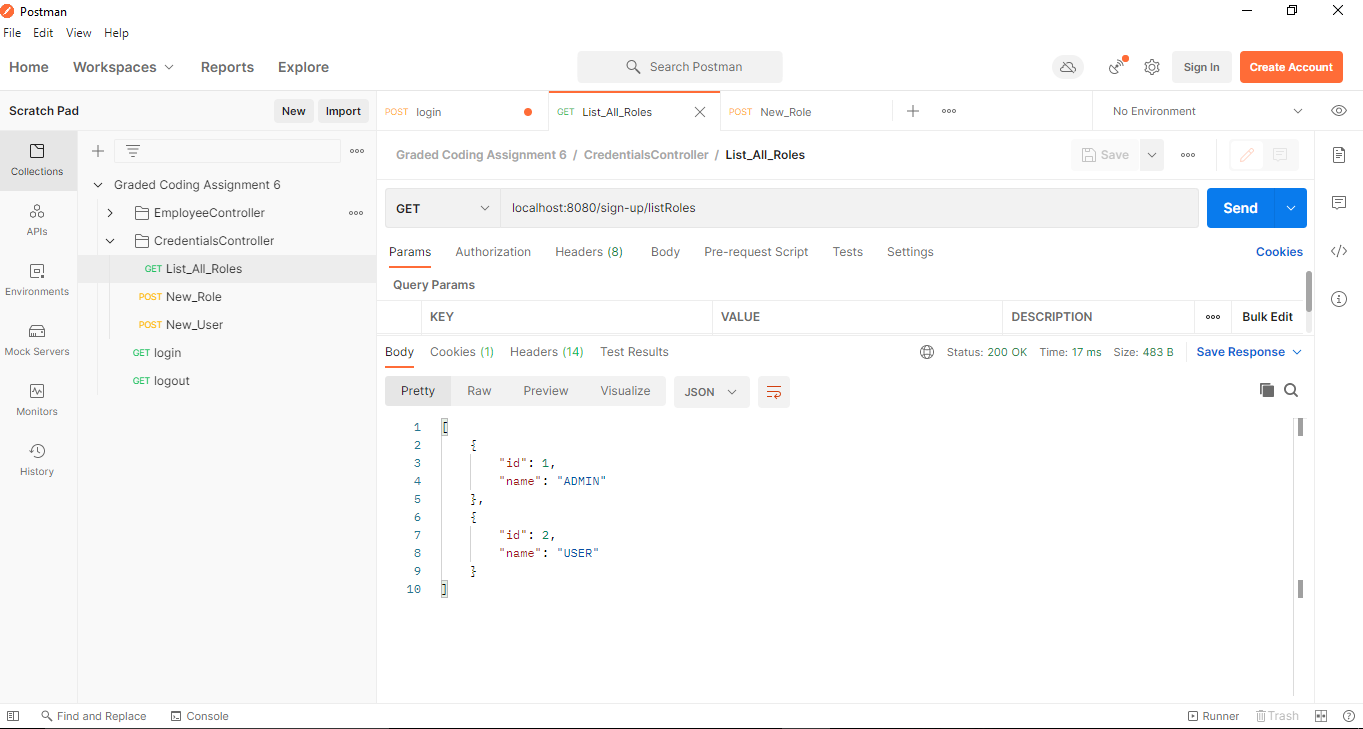 Postman
File Edit View Help
Home Workspaces Reports Explore Search Postman Sign In Create Account
Scratch Pad New Import POST login GET List_All_Roles POST New_Role No Environment
Collections
APIs
Environments
Mock Servers
Monitors
History
Graded Coding Assignment 6
EmployeeController
CredentialsController
GET List_All_Roles
POST New_Role
POST New_User
GET login
GET logout
Graded Coding Assignment 6 / CredentialsController / List_All_Roles Save
GET localhost:8080/sign-up/listRoles Send
Params Authorization Headers (8) Body Pre-request Script Tests Settings Cookies
Query Params
KEY VALUE DESCRIPTION Bulk Edit
Body Cookies (1) Headers (14) Test Results Status: 200 OK Time: 17 ms Size: 483 B Save Response
Pretty Raw Preview Visualize JSON
1 [
2 {
3 "id": 1,
4 "name": "ADMIN"
5 },
6 {
7 "id": 2,
8 "name": "USER"
9 }
10 ]
Find and Replace Console Runner Trash